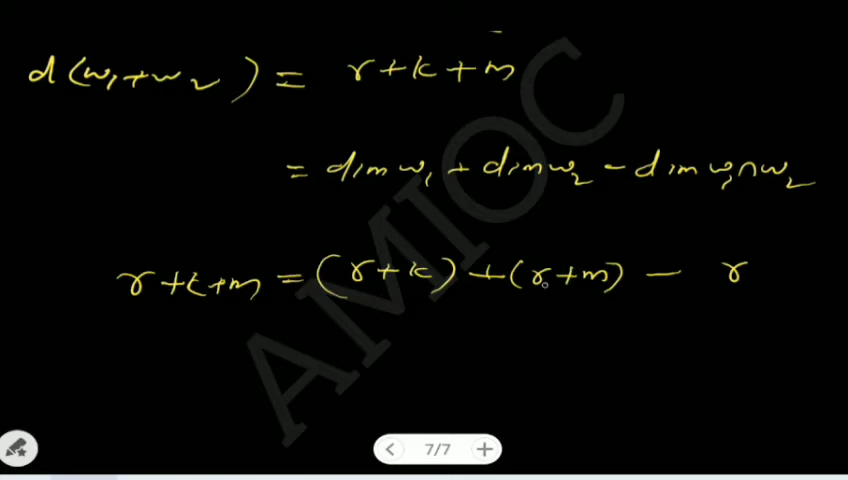 d(w₁+w₂) = r+k+m
= dim w₁ + dim w₂ - dim w₁∩w₂
r+k+m = (r+k)+(r+m) - r
AMIOC
7/7